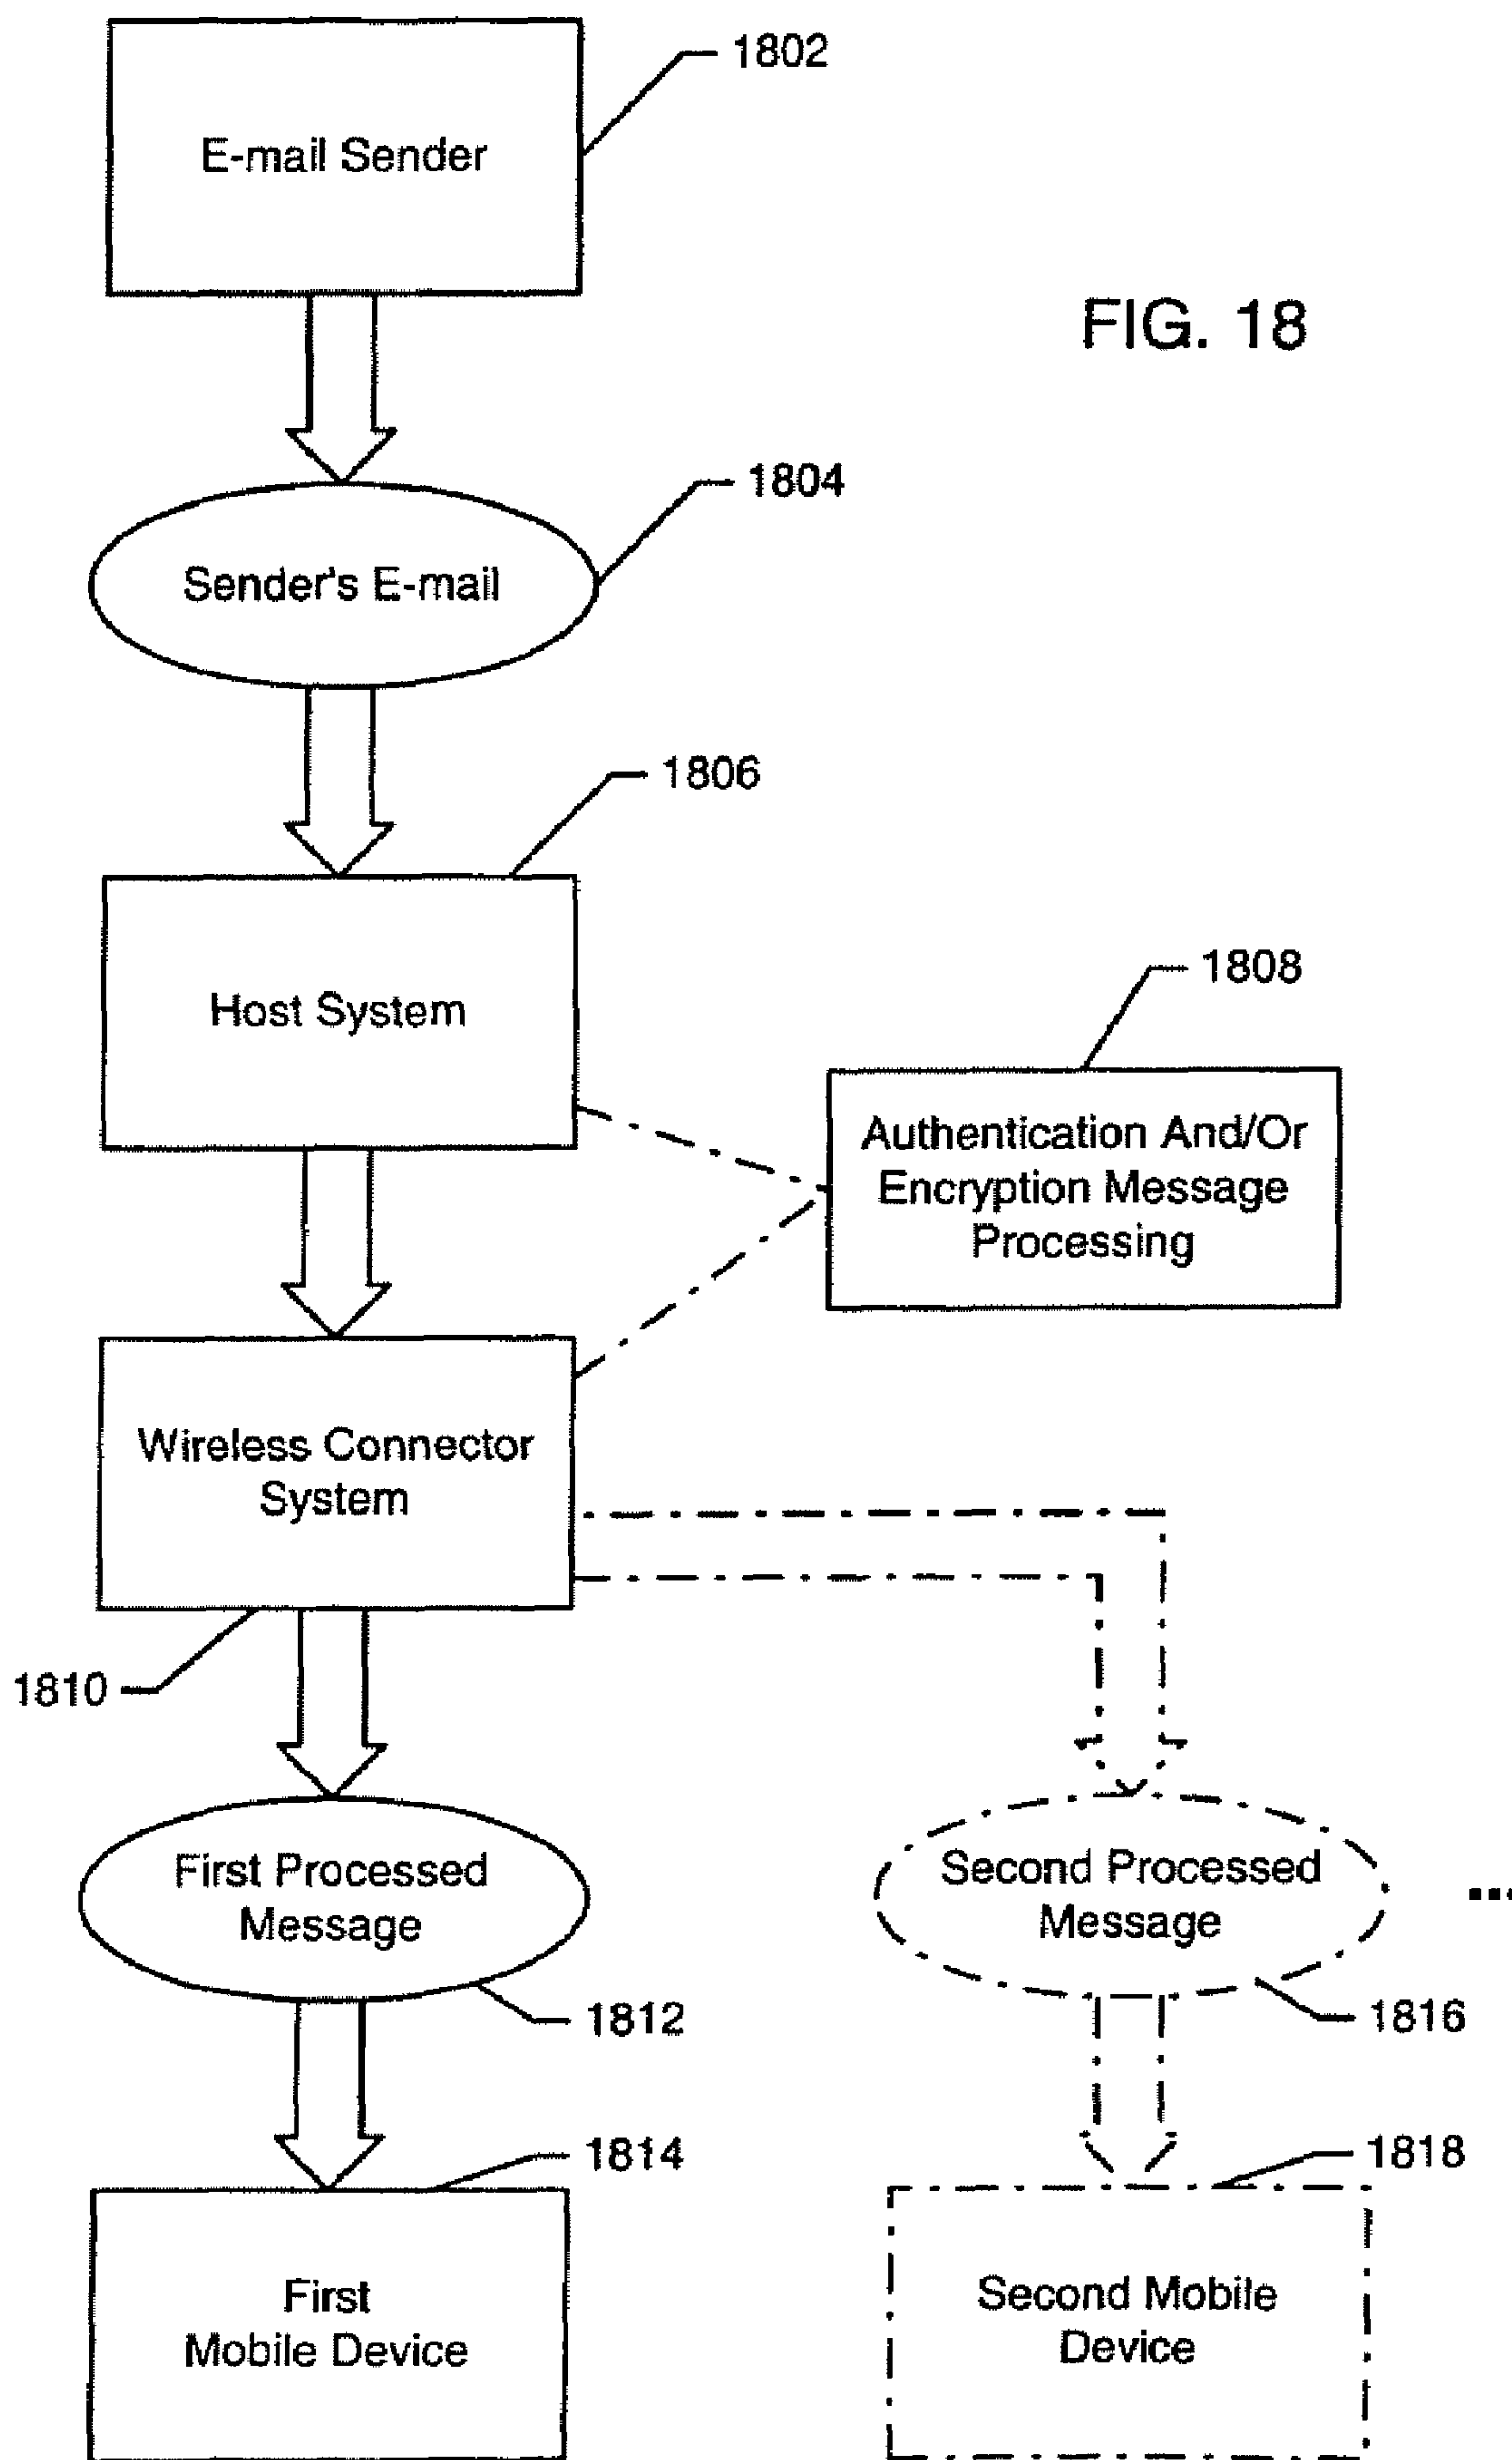 1802
E-mail Sender
FIG. 18
1804
Sender's E-mail
1806
Host System
1808
Authentication And/Or
Encryption Message
Processing
Wireless Connector
System
1810
First Processed
Message
Second Processed
Message
...
1812
1816
1814
1818
First
Mobile Device
Second Mobile
Device